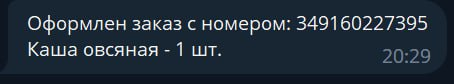 Оформлен заказ с номером: 349160227395
Каша овсяная - 1 шт.
20:29